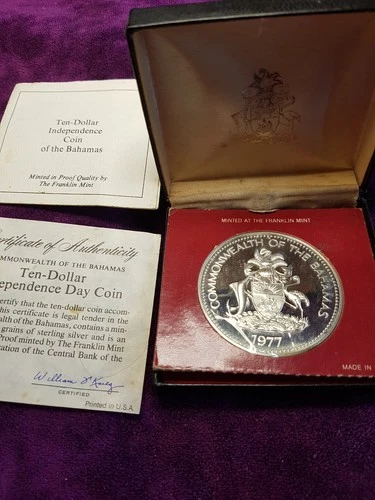 Ten-Dollar
Independence
Coin
of the Bahamas
Minted in Proof Quality by
The Franklin Mint
Certificate of Authenticity
COMMONWEALTH OF THE BAHAMAS
Ten-Dollar
ependence Day Coin
ertify that the ten-dollar coin accom-
his certificate is legal tender in the
alth of the Bahamas, contains a min-
grains of sterling silver and is an
Proof minted by The Franklin Mint
ation of the Central Bank of the
CERTIFIED
Printed in U.S.A.
MINTED AT THE FRANKLIN MINT
COMMONWEALTH OF THE BAHAMAS
1977
MADE IN